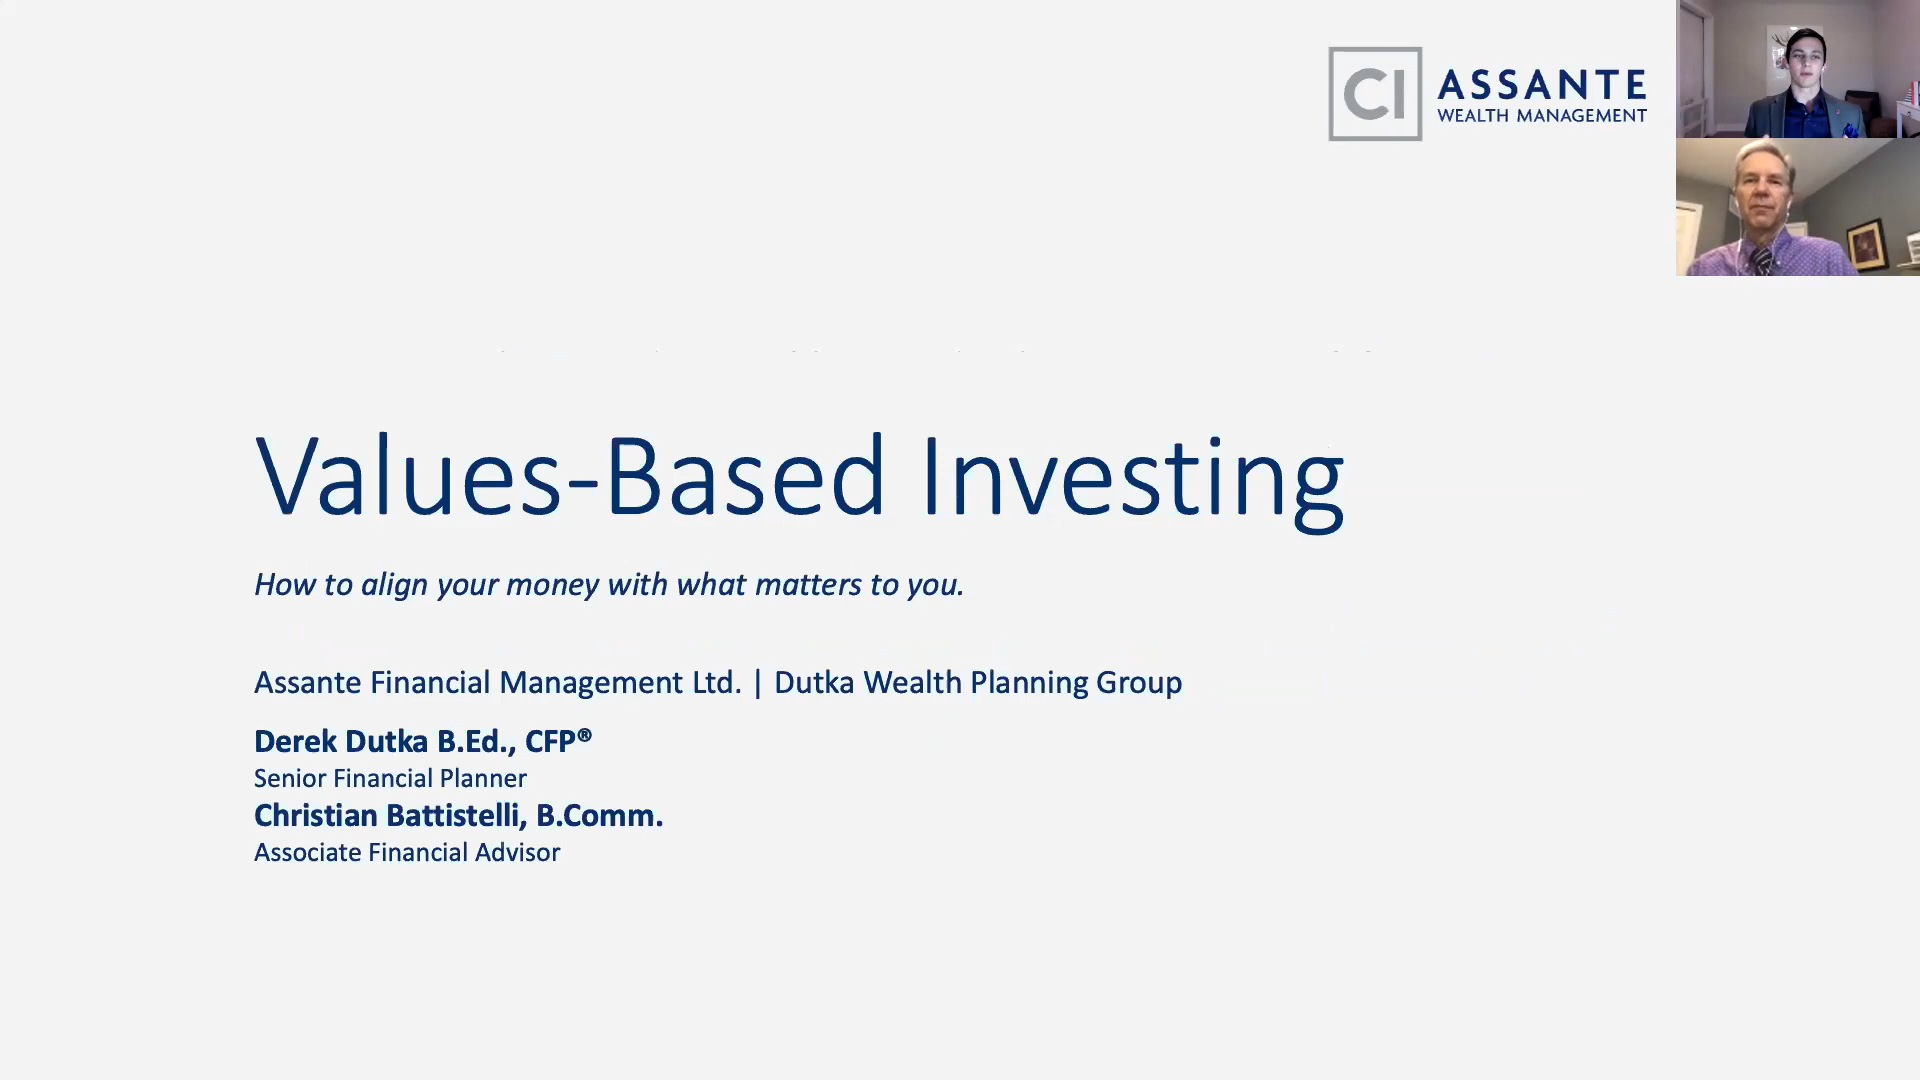 CI
ASSANTE
WEALTH MANAGEMENT
Values-Based Investing
How to align your money with what matters to you.
Assante Financial Management Ltd. | Dutka Wealth Planning Group
Derek Dutka B.Ed., CFP®
Senior Financial Planner
Christian Battistelli, B.Comm.
Associate Financial Advisor